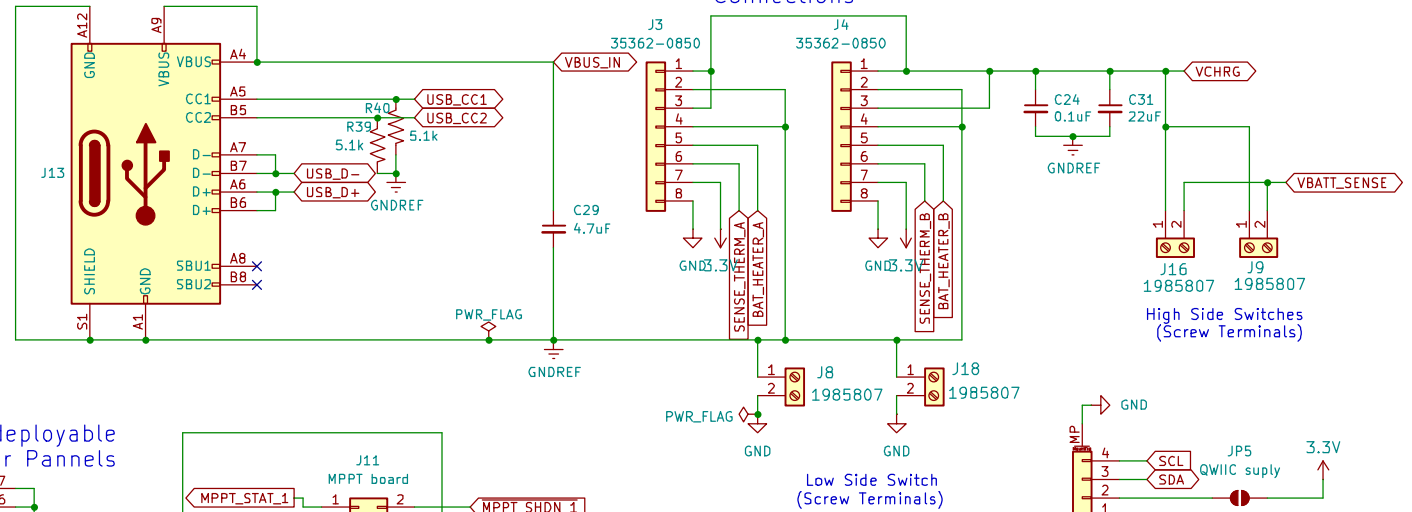 Connections
A12
A9
GND
VBUS
VBUS
A4
VBUS_IN
CC1
A5
USB_CC1
CC2
B5
USB_CC2
R40
5.1k
R39
5.1k
GNDREF
J13
D-
A7
D-
B7
USB_D-
D+
A6
USB_D+
D+
B6
SBU1
A8
SBU2
B8
SHIELD
GND
S1
A1
C29
4.7uF
PWR_FLAG
GNDREF
J3
35362-0850
1
2
3
4
5
6
7
8
GND
3.3V
SENSE_THERM_A
BAT_HEATER_A
J4
35362-0850
1
2
3
4
5
6
7
8
GND
3.3V
SENSE_THERM_B
BAT_HEATER_B
VCHRG
C24
0.1uF
C31
22uF
GNDREF
VBATT_SENSE
1
2
J16
1985807
1
2
J9
1985807
High Side Switches
(Screw Terminals)
1
2
J8
1985807
PWR_FLAG
GND
1
2
J18
1985807
GND
Low Side Switch
(Screw Terminals)
deployable
r Pannels
7
6
J11
MPPT board
MPPT_STAT_1
1
2
MPPT_SHDN_1
GND
MP
4
SCL
3
SDA
2
1
JP5
QWIIC suply
3.3V